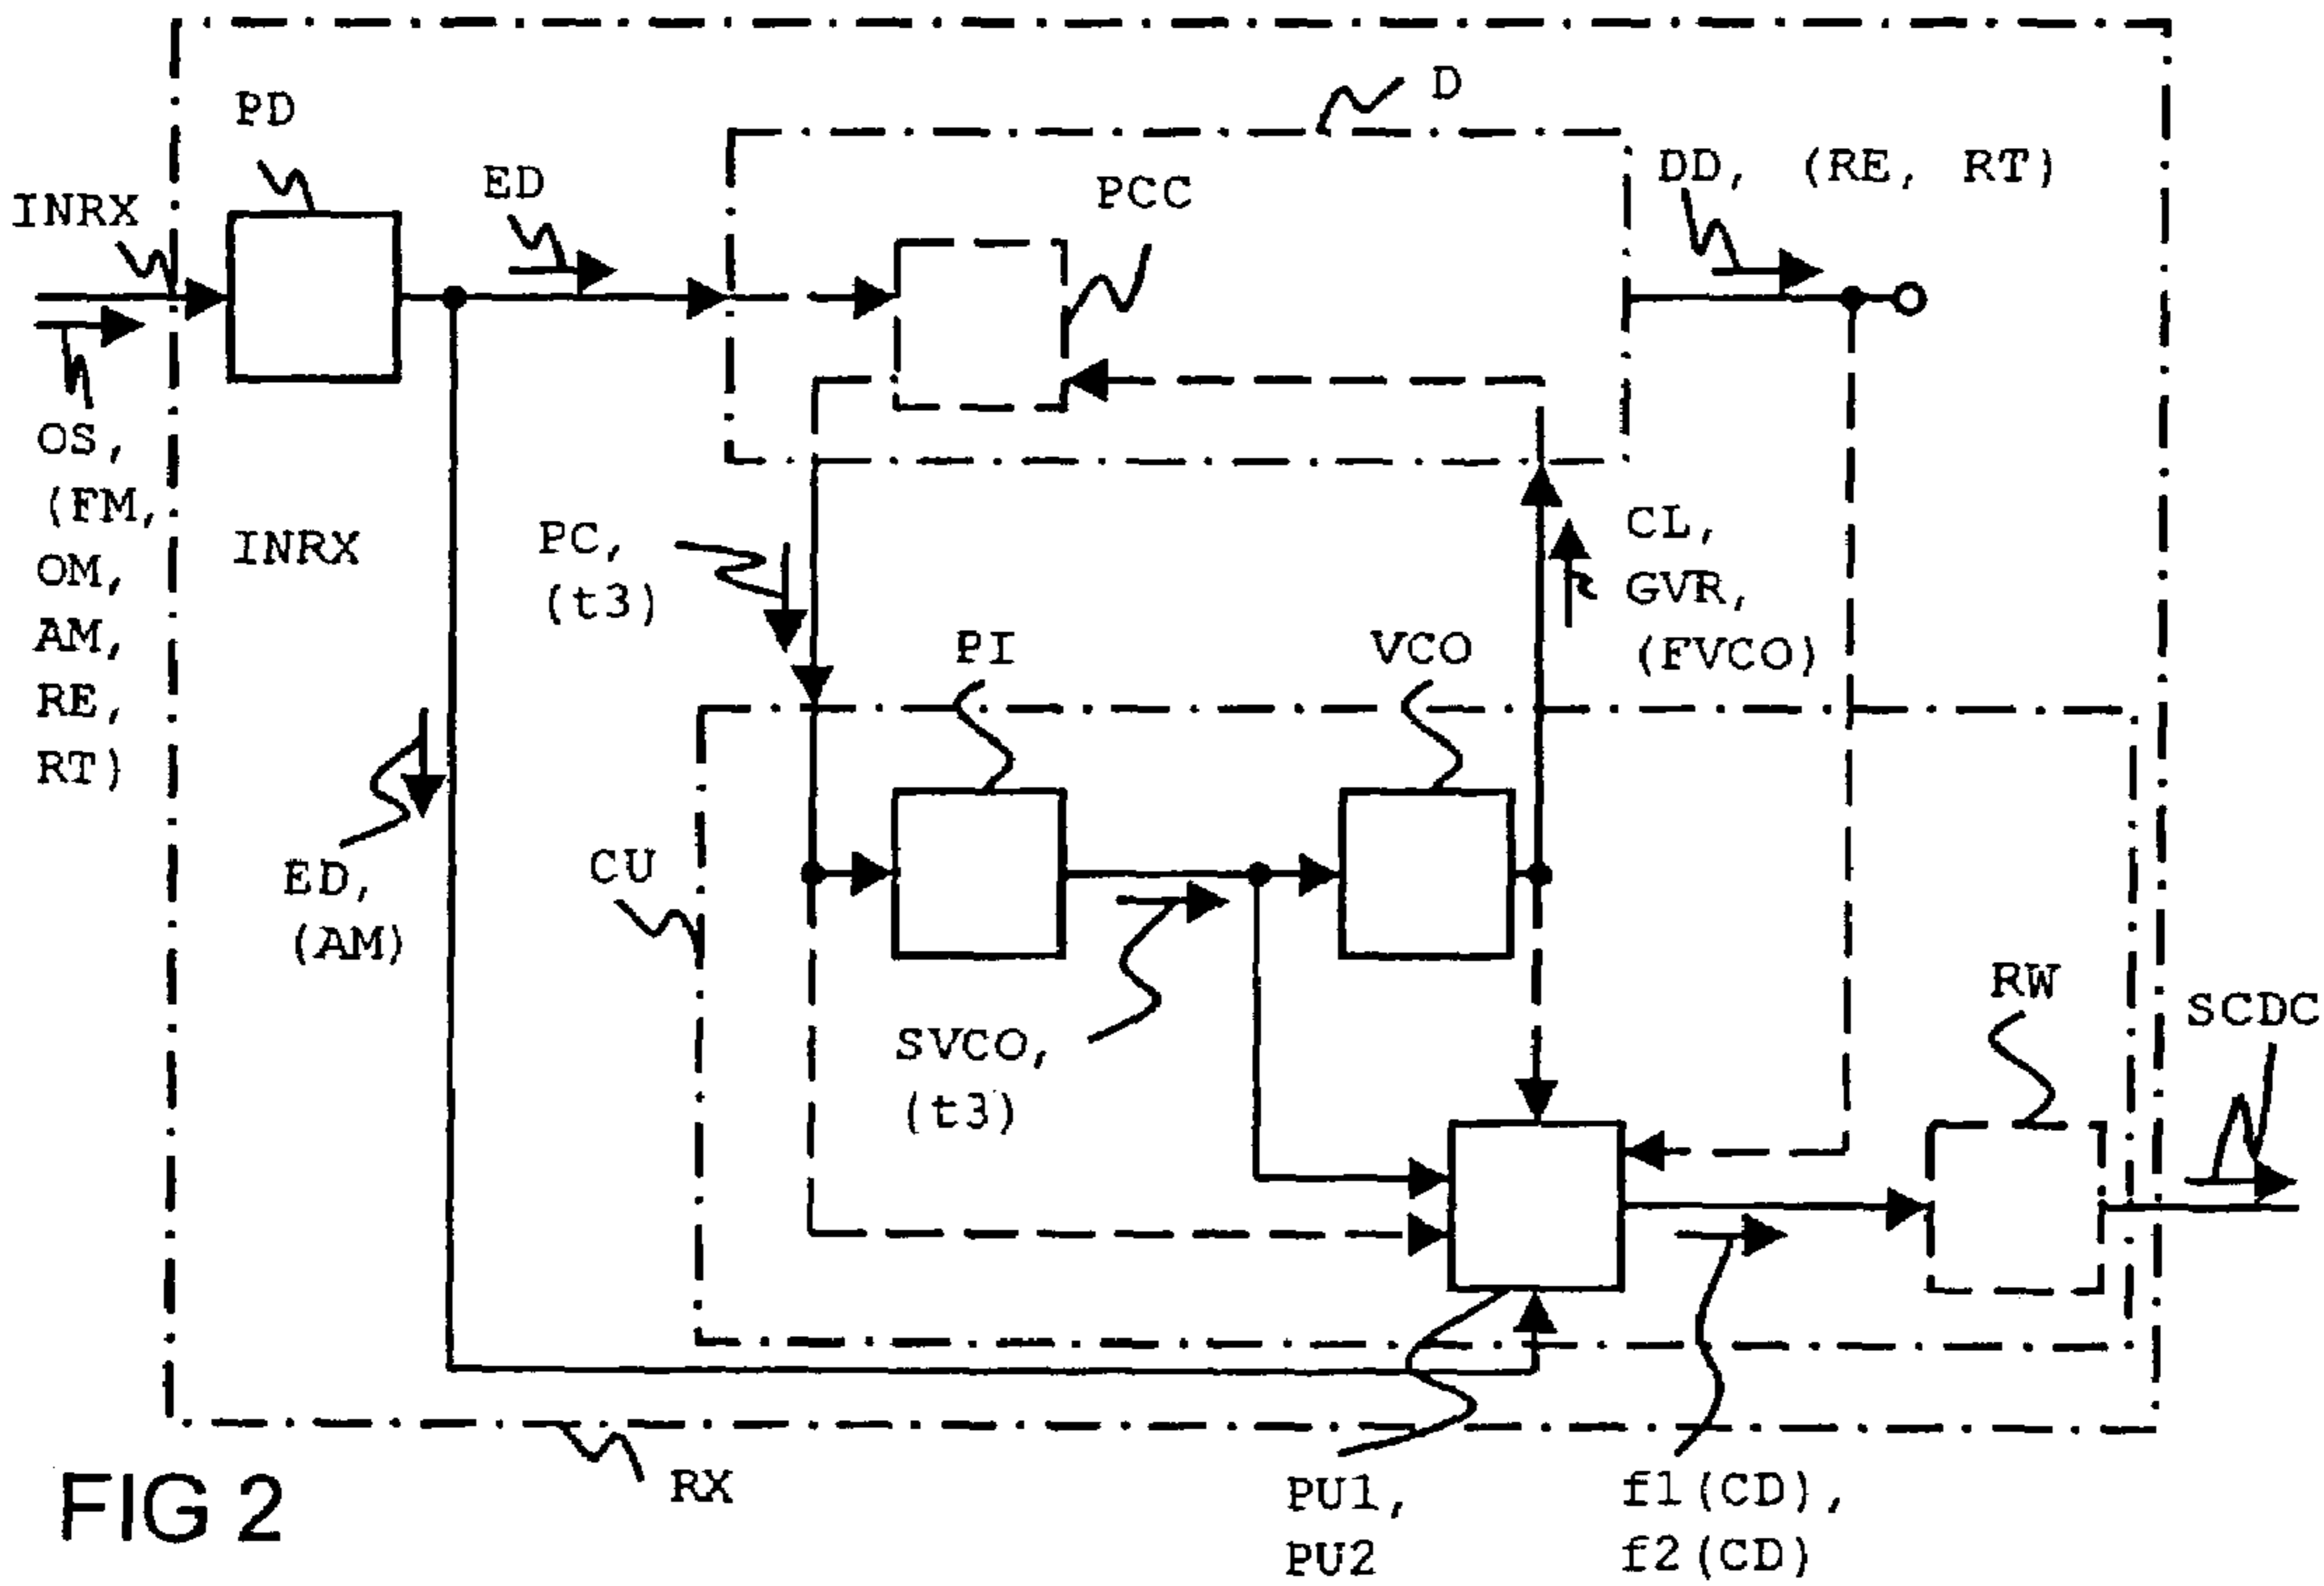 D
PD
DD, (RE, RT)
ED
PCC
INRX
OS,
(FM,
OM,
AM,
RE,
RT)
INRX
PC,
(t3)
CL,
GVR,
(FVCO)
PI
VCO
CU
ED,
(AM)
RW
SCDC
SVCO,
(t3)
RX
PU1,
PU2
f1(CD),
f2(CD)
FIG 2